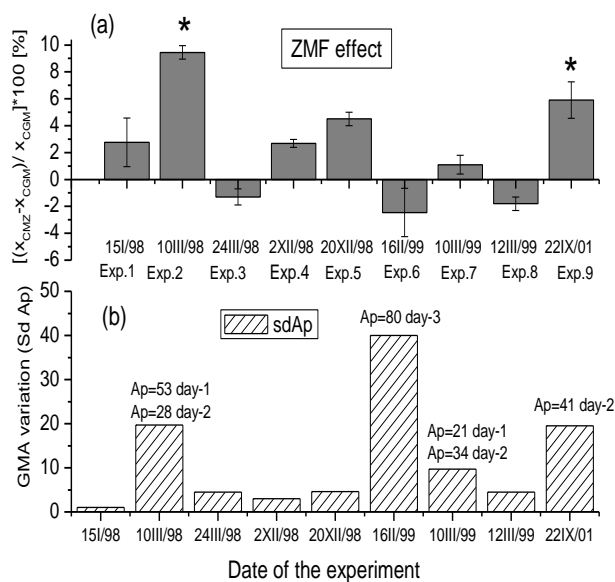 (a)
ZMF effect
*
*
[(x_CMZ-x_CGM)/ x_CGM]*100 [%]
10
8
6
4
2
0
-2
-4
-6
15I/98 10III/98 24III/98 2XII/98 20XII/98 16II/99 10III/99 12III/99 22IX/01
Exp.1 Exp.2 Exp.3 Exp.4 Exp.5 Exp.6 Exp.7 Exp.8 Exp.9
(b)
sdAp
GMA variation (Sd Ap)
50
40
30
20
10
0
Ap=53 day-1
Ap=28 day-2
Ap=80 day-3
Ap=21 day-1
Ap=34 day-2
Ap=41 day-2
15I/98 10III/98 24III/98 2XII/98 20XII/98 16II/99 10III/99 12III/99 22IX/01
Date of the experiment